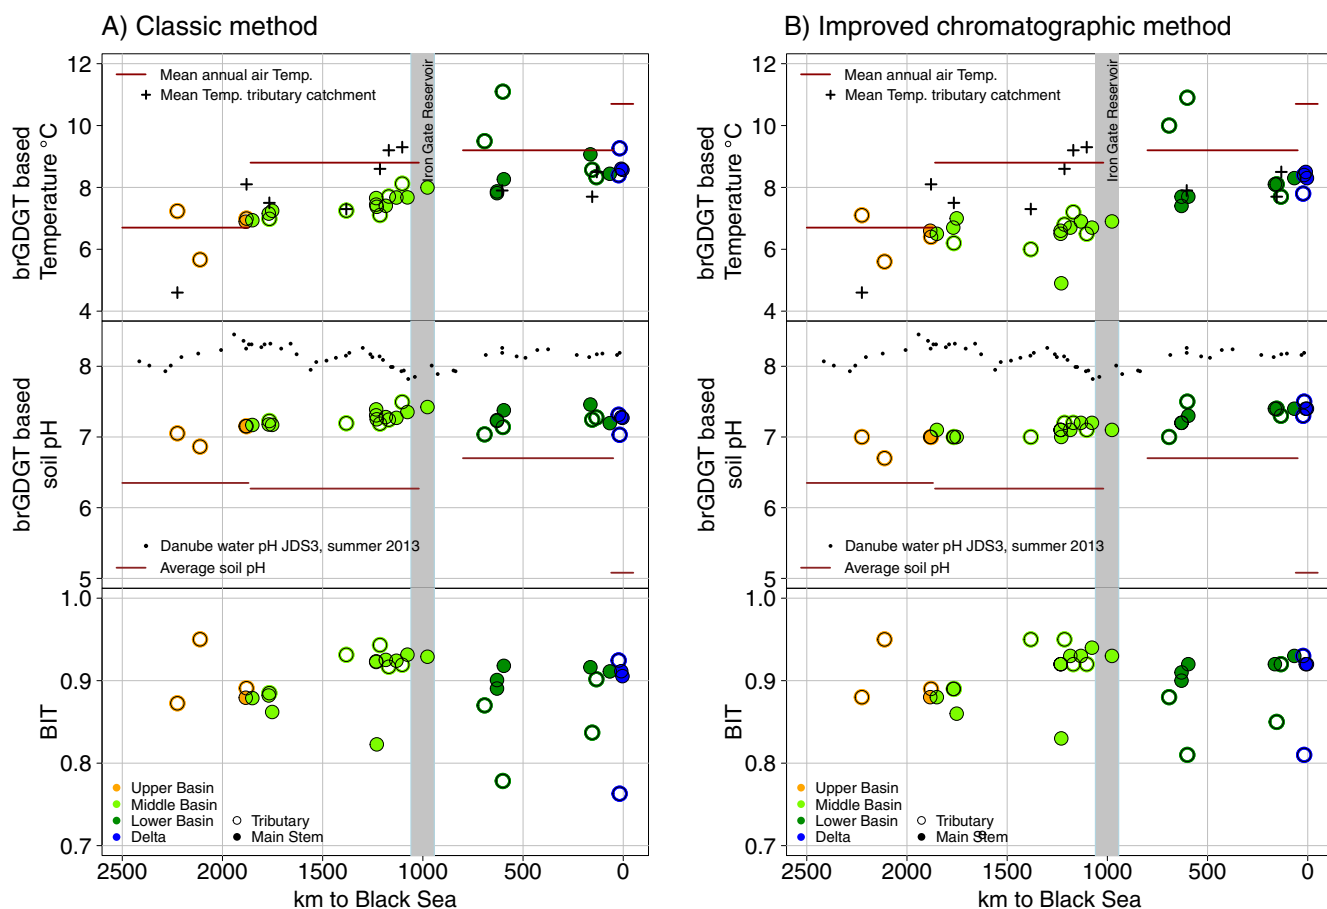 A) Classic method
12
10
8
6
4
brGDGT based
Temperature °C
Mean annual air Temp.
+ Mean Temp. tributary catchment
Iron Gate Reservoir
8
7
6
5
brGDGT based
soil pH
Danube water pH JDS3, summer 2013
Average soil pH
1.0
0.9
0.8
0.7
BIT
Upper Basin
Middle Basin
Lower Basin
Delta
Tributary
Main Stem
2500 2000 1500 1000 500 0
km to Black Sea
B) Improved chromatographic method
12
10
8
6
4
brGDGT based
Temperature °C
Mean annual air Temp.
+ Mean Temp. tributary catchment
Iron Gate Reservoir
8
7
6
5
brGDGT based
soil pH
Danube water pH JDS3, summer 2013
Average soil pH
1.0
0.9
0.8
0.7
BIT
Upper Basin
Middle Basin
Lower Basin
Delta
Tributary
Main Stem
2500 2000 1500 1000 500 0
km to Black Sea